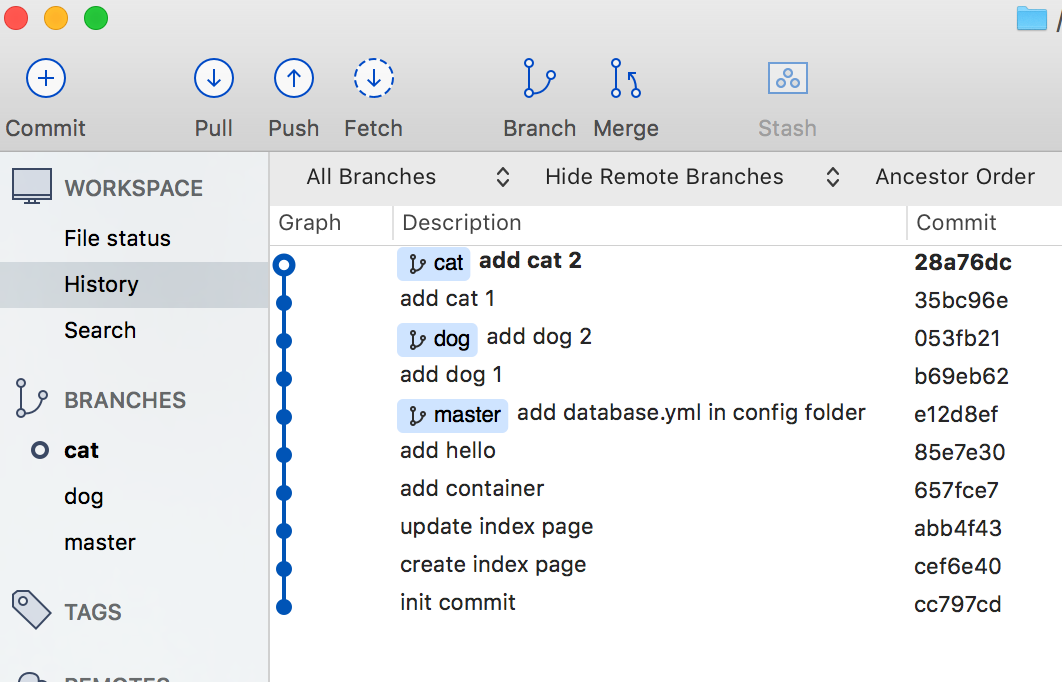 Commit Pull Push Fetch Branch Merge Stash
WORKSPACE
File status
History
Search
BRANCHES
cat
dog
master
TAGS
REMOTES
All Branches Hide Remote Branches Ancestor Order
Graph Description Commit
cat add cat 2 28a76dc
add cat 1 35bc96e
dog add dog 2 053fb21
add dog 1 b69eb62
master add database.yml in config folder e12d8ef
add hello 85e7e30
add container 657fce7
update index page abb4f43
create index page cef6e40
init commit cc797cd